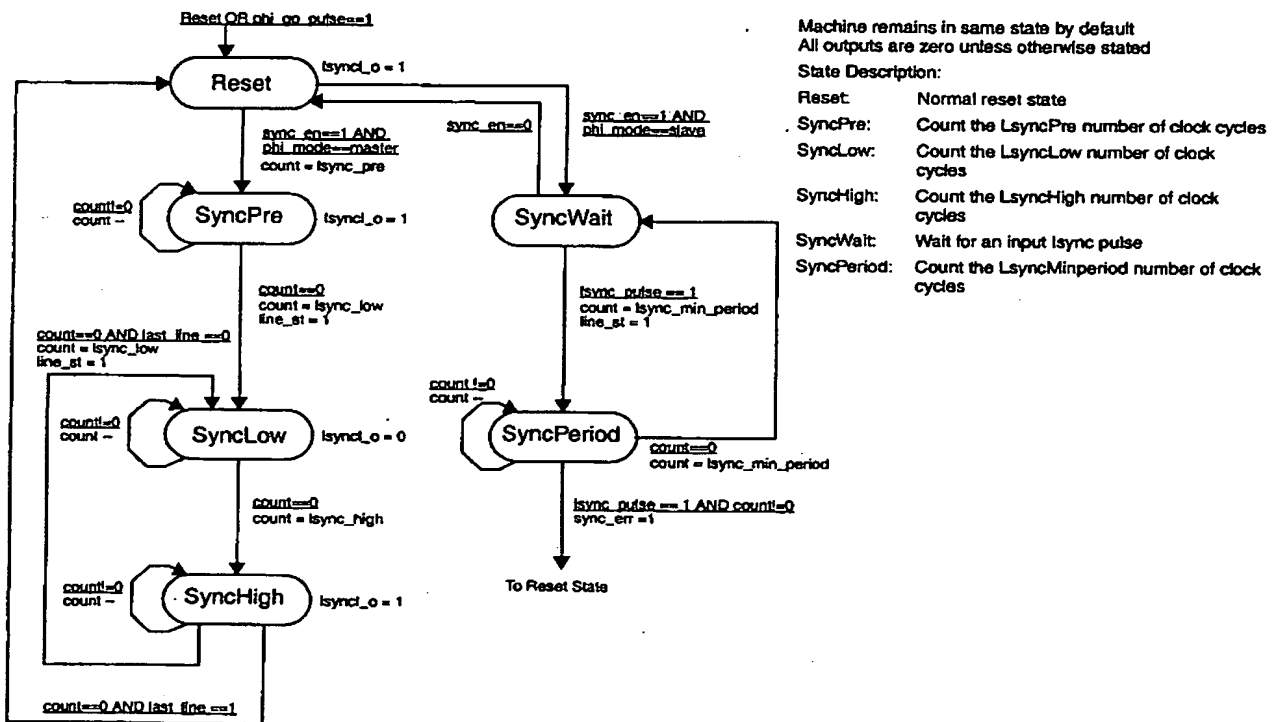 Reset OR phi_go_pulse==1
Reset
lsyncl_o = 1
sync_en==1 AND
phi_mode==master
count = lsync_pre
sync_en==0
sync_en==1 AND
phi_mode==slave
count!=0
count --
SyncPre
lsyncl_o = 1
SyncWait
count==0
count = lsync_low
line_st = 1
lsync_pulse == 1
count = lsync_min_period
line_st = 1
count==0 AND last_line ==0
count = lsync_low
line_st = 1
count!=0
count --
SyncLow
lsyncl_o = 0
count !=0
count --
SyncPeriod
count==0
count = lsync_min_period
count==0
count = lsync_high
lsync_pulse == 1 AND count!=0
sync_err =1
To Reset State
count!=0
count --
SyncHigh
lsyncl_o = 1
count==0 AND last_line ==1
Machine remains in same state by default
All outputs are zero unless otherwise stated
State Description:
Reset: Normal reset state
SyncPre: Count the LsyncPre number of clock cycles
SyncLow: Count the LsyncLow number of clock
cycles
SyncHigh: Count the LsyncHigh number of clock
cycles
SyncWait: Wait for an input lsync pulse
SyncPeriod: Count the LsyncMinperiod number of clock
cycles